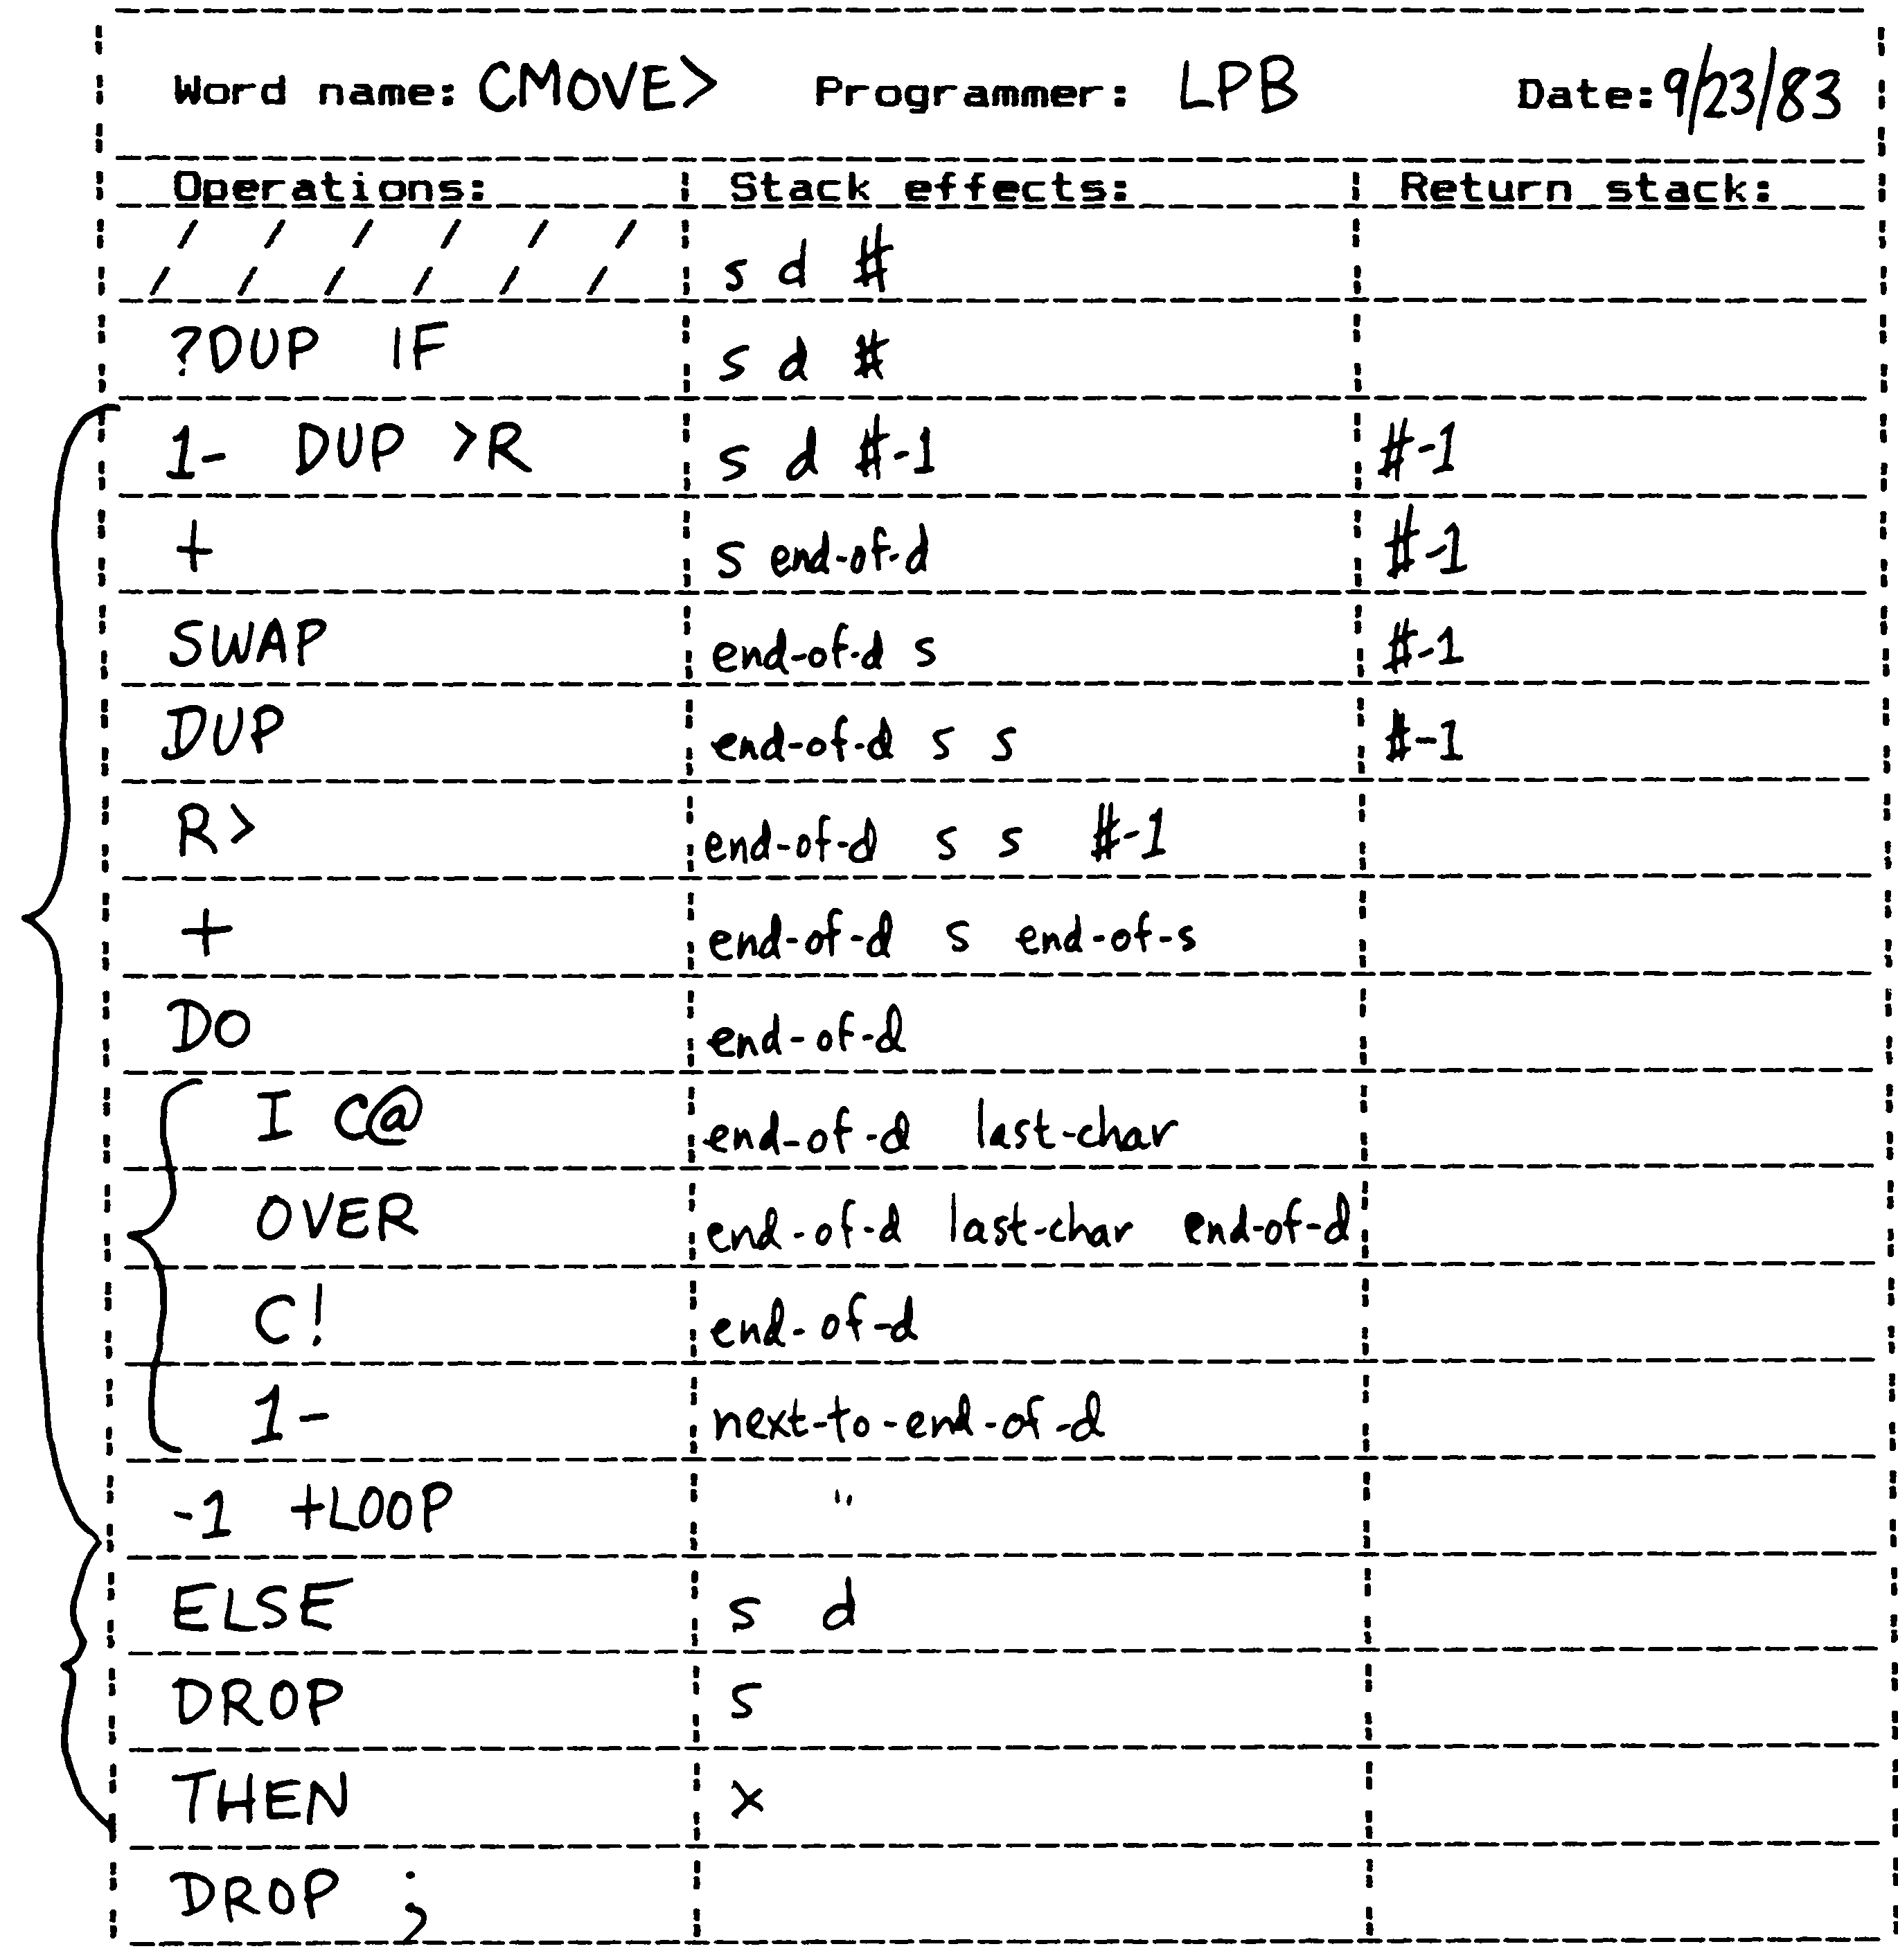 Word name: CMOVE> Programmer: LPB Date: 9/23/83
Operations: Stack effects: Return stack:
s d #
?DUP IF s d #
1- DUP >R s d #-1 #-1
+ s end-of-d #-1
SWAP end-of-d s #-1
DUP end-of-d s s #-1
R> end-of-d s s #-1
+ end-of-d s end-of-s
DO end-of-d
I C@ end-of-d last-char
OVER end-of-d last-char end-of-d
C! end-of-d
1- next-to-end-of-d
-1 +LOOP "
ELSE s d
DROP s
THEN x
DROP ;